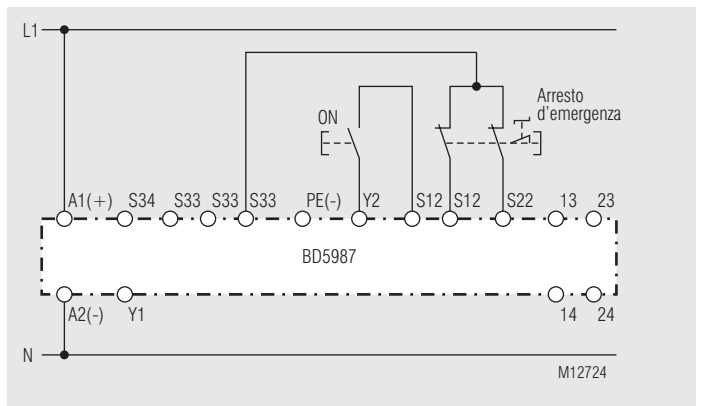 L1
Arresto
d'emergenza
ON
A1(+) S34 S33 S33 S33 PE(-) Y2 S12 S12 S22 13 23
BD5987
A2(-) Y1 14 24
N
M12724